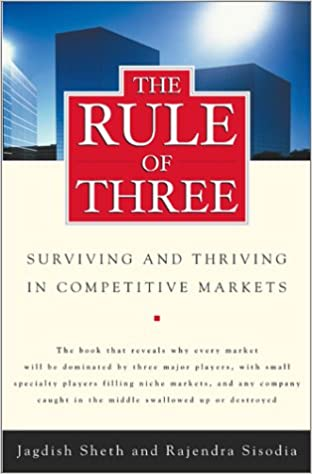 THE
RULE
OF
THREE
SURVIVING AND THRIVING
IN COMPETITIVE MARKETS
The book that reveals why every market
will be dominated by three major players, with small
specialty players filling niche markets, and any company
caught in the middle swallowed up or destroyed
Jagdish Sheth and Rajendra Sisodia